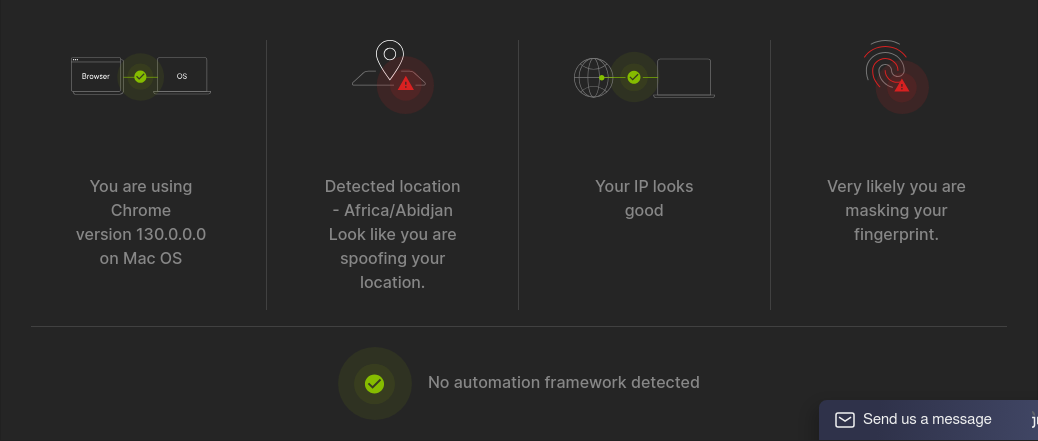 Browser
OS
You are using
Chrome
version 130.0.0.0
on Mac OS
Detected location
- Africa/Abidjan
Look like you are
spoofing your
location.
Your IP looks
good
Very likely you are
masking your
fingerprint.
No automation framework detected
Send us a message